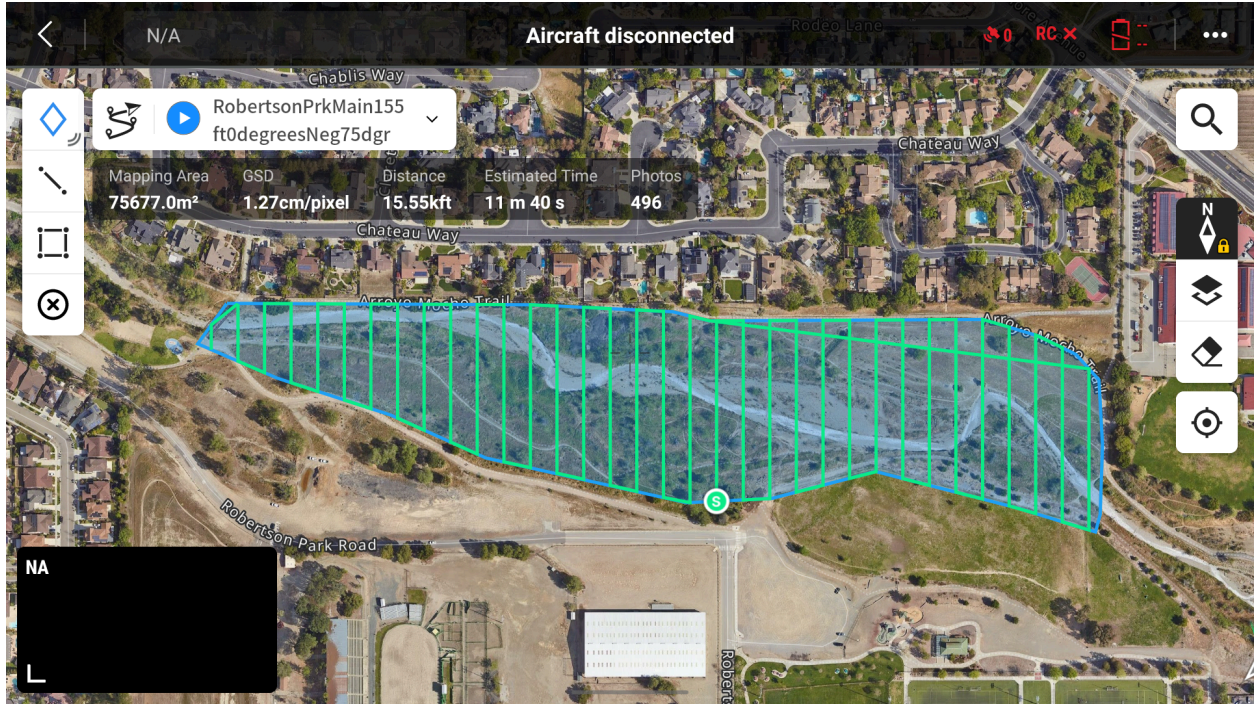 Rodeo Lane
N/A
Aircraft disconnected
0
RC
Chablis Way
RobertsonPrkMain155
ft0degreesNeg75dgr
Chateau Way
Mapping Area
GSD
Distance
Estimated Time
Photos
75677.0m²
1.27cm/pixel
15.55kft
11 m 40 s
496
N
Chateau Way
Arroyo Mocho Trail
Arroyo Mocho Trail
S
Robertson Park Road
NA
Robert